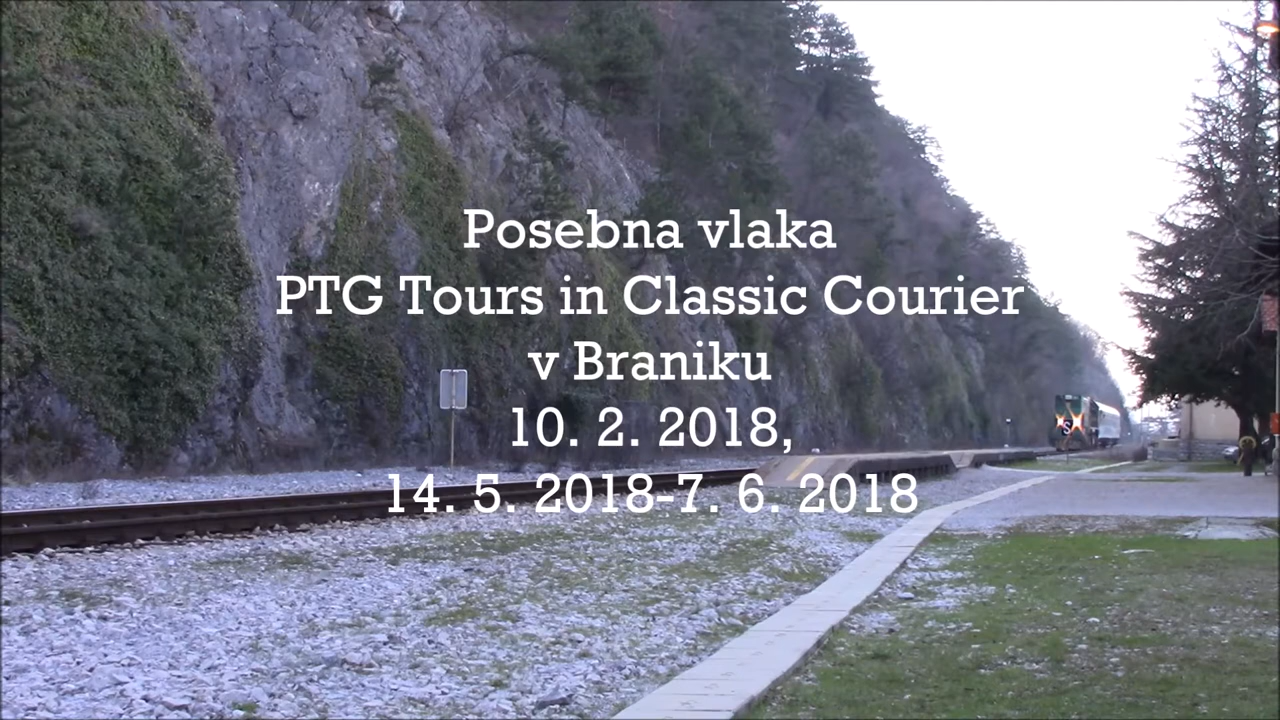 Posebna vlaka
PTG Tours in Classic Courier
v Braniku
10. 2. 2018,
14. 5. 2018-7. 6. 2018